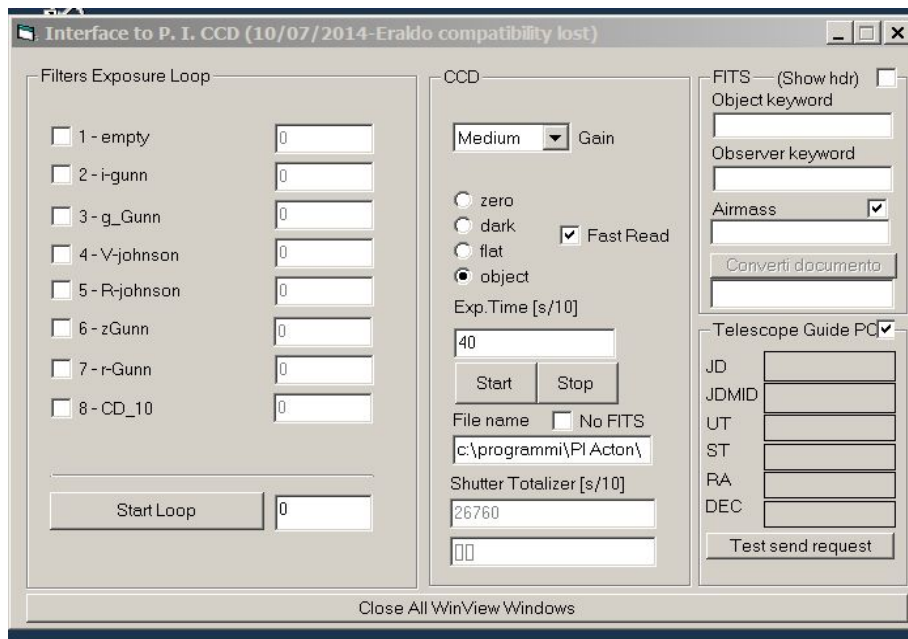 Interface to P. I. CCD (10/07/2014-Eraldo compatibility lost)
Filters Exposure Loop
1 - empty 0
2 - i-gunn 0
3 - g_Gunn 0
4 - V-johnson 0
5 - R-johnson 0
6 - zGunn 0
7 - r-Gunn 0
8 - CD_10 0
Start Loop 0
CCD
Medium Gain
zero
dark
flat
object
Fast Read
Exp.Time [s/10]
40
Start Stop
File name No FITS
c:\programmi\PI Acton\
Shutter Totalizer [s/10]
26760
FITS (Show hdr)
Object keyword
Observer keyword
Airmass
Converti documento
Telescope Guide PC
JD
JDMID
UT
ST
RA
DEC
Test send request
Close All WinView Windows